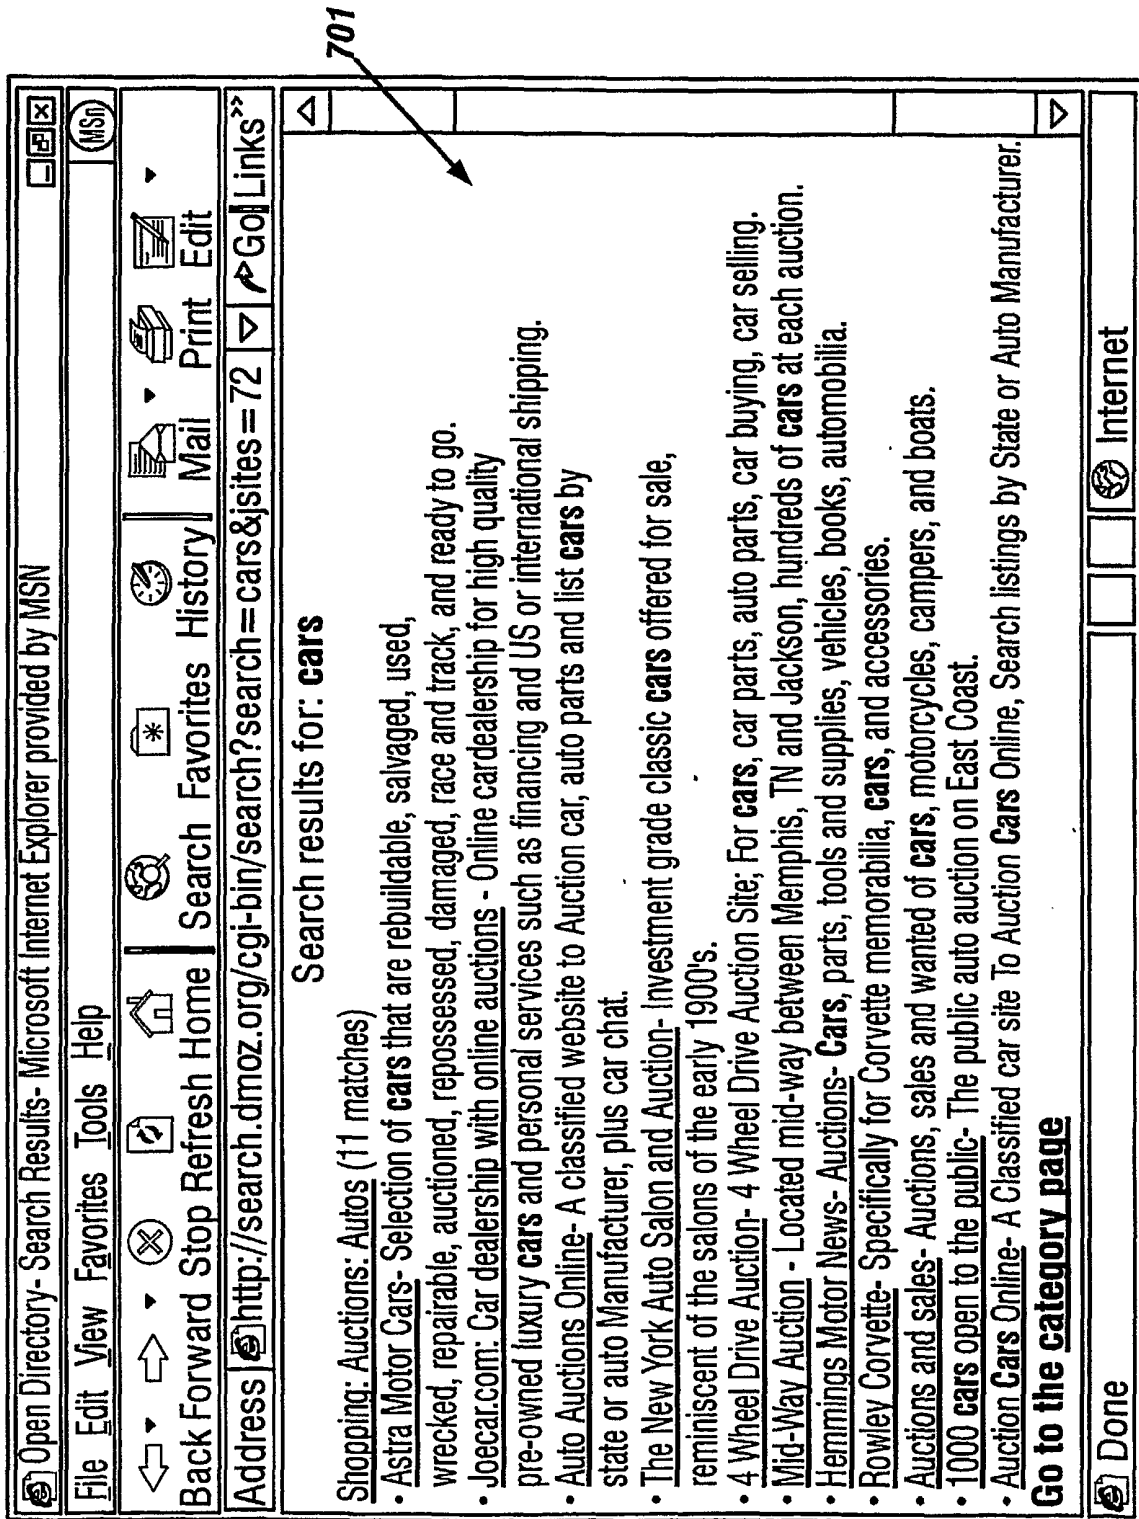 701
Open Directory- Search Results- Microsoft Internet Explorer provided by MSN
File Edit View Favorites Tools Help
MSn
Back Forward Stop Refresh Home Search Favorites History Mail Print Edit
Address http://search.dmoz.org/cgi-bin/search?search=cars&jsites=72 Go Links»
Search results for: cars
Shopping: Auctions: Autos (11 matches)
• Astra Motor Cars- Selection of cars that are rebuildable, salvaged, used,
wrecked, repairable, auctioned, repossessed, damaged, race and track, and ready to go.
• Joecar.com: Car dealership with online auctions - Online cardealership for high quality
pre-owned luxury cars and personal services such as financing and US or international shipping.
• Auto Auctions Online- A classified website to Auction car, auto parts and list cars by
state or auto Manufacturer, plus car chat.
• The New York Auto Salon and Auction- Investment grade classic cars offered for sale,
reminiscent of the salons of the early 1900's.
• 4 Wheel Drive Auction- 4 Wheel Drive Auction Site; For cars, car parts, auto parts, car buying, car selling.
• Mid-Way Auction - Located mid-way between Memphis, TN and Jackson, hundreds of cars at each auction.
• Hemmings Motor News- Auctions- Cars, parts, tools and supplies, vehicles, books, automobilia.
• Rowley Corvette- Specifically for Corvette memorabilia, cars, and accessories.
• Auctions and sales- Auctions, sales and wanted of cars, motorcycles, campers, and boats.
• 1000 cars open to the public- The public auto auction on East Coast.
• Auction Cars Online- A Classified car site To Auction Cars Online, Search listings by State or Auto Manufacturer.
Go to the category page
Done Internet